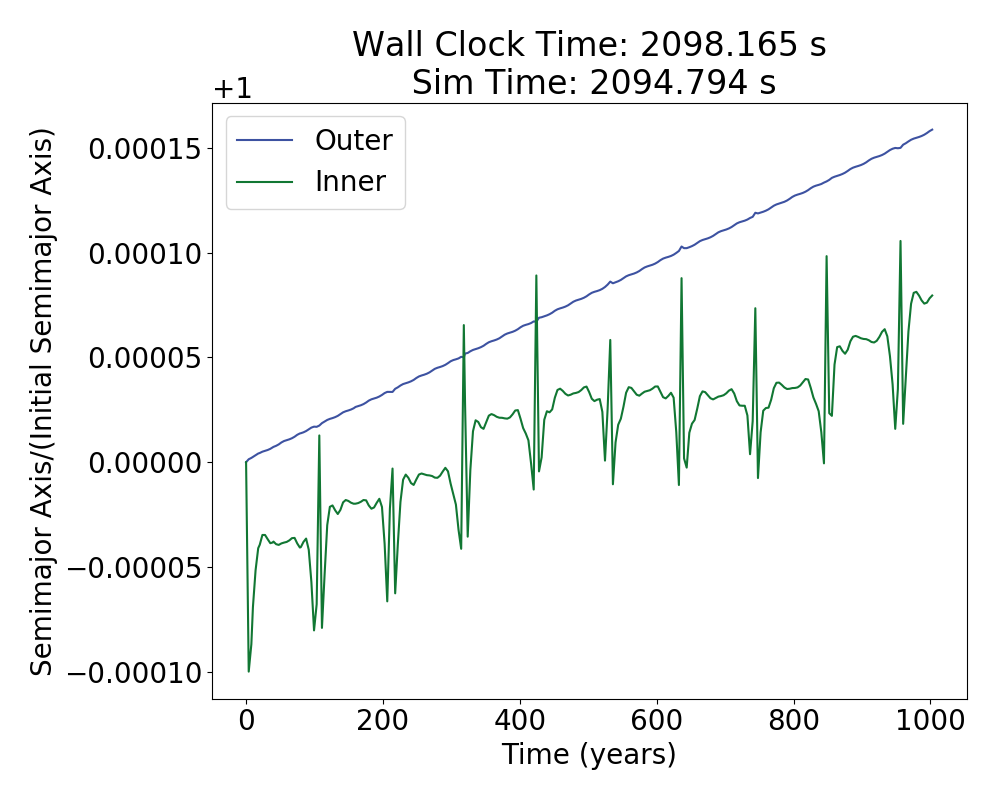 Wall Clock Time: 2098.165 s
Sim Time: 2094.794 s
+1
Outer
Inner
0.00015
0.00010
0.00005
0.00000
−0.00005
−0.00010
Semimajor Axis/(Initial Semimajor Axis)
0 200 400 600 800 1000
Time (years)